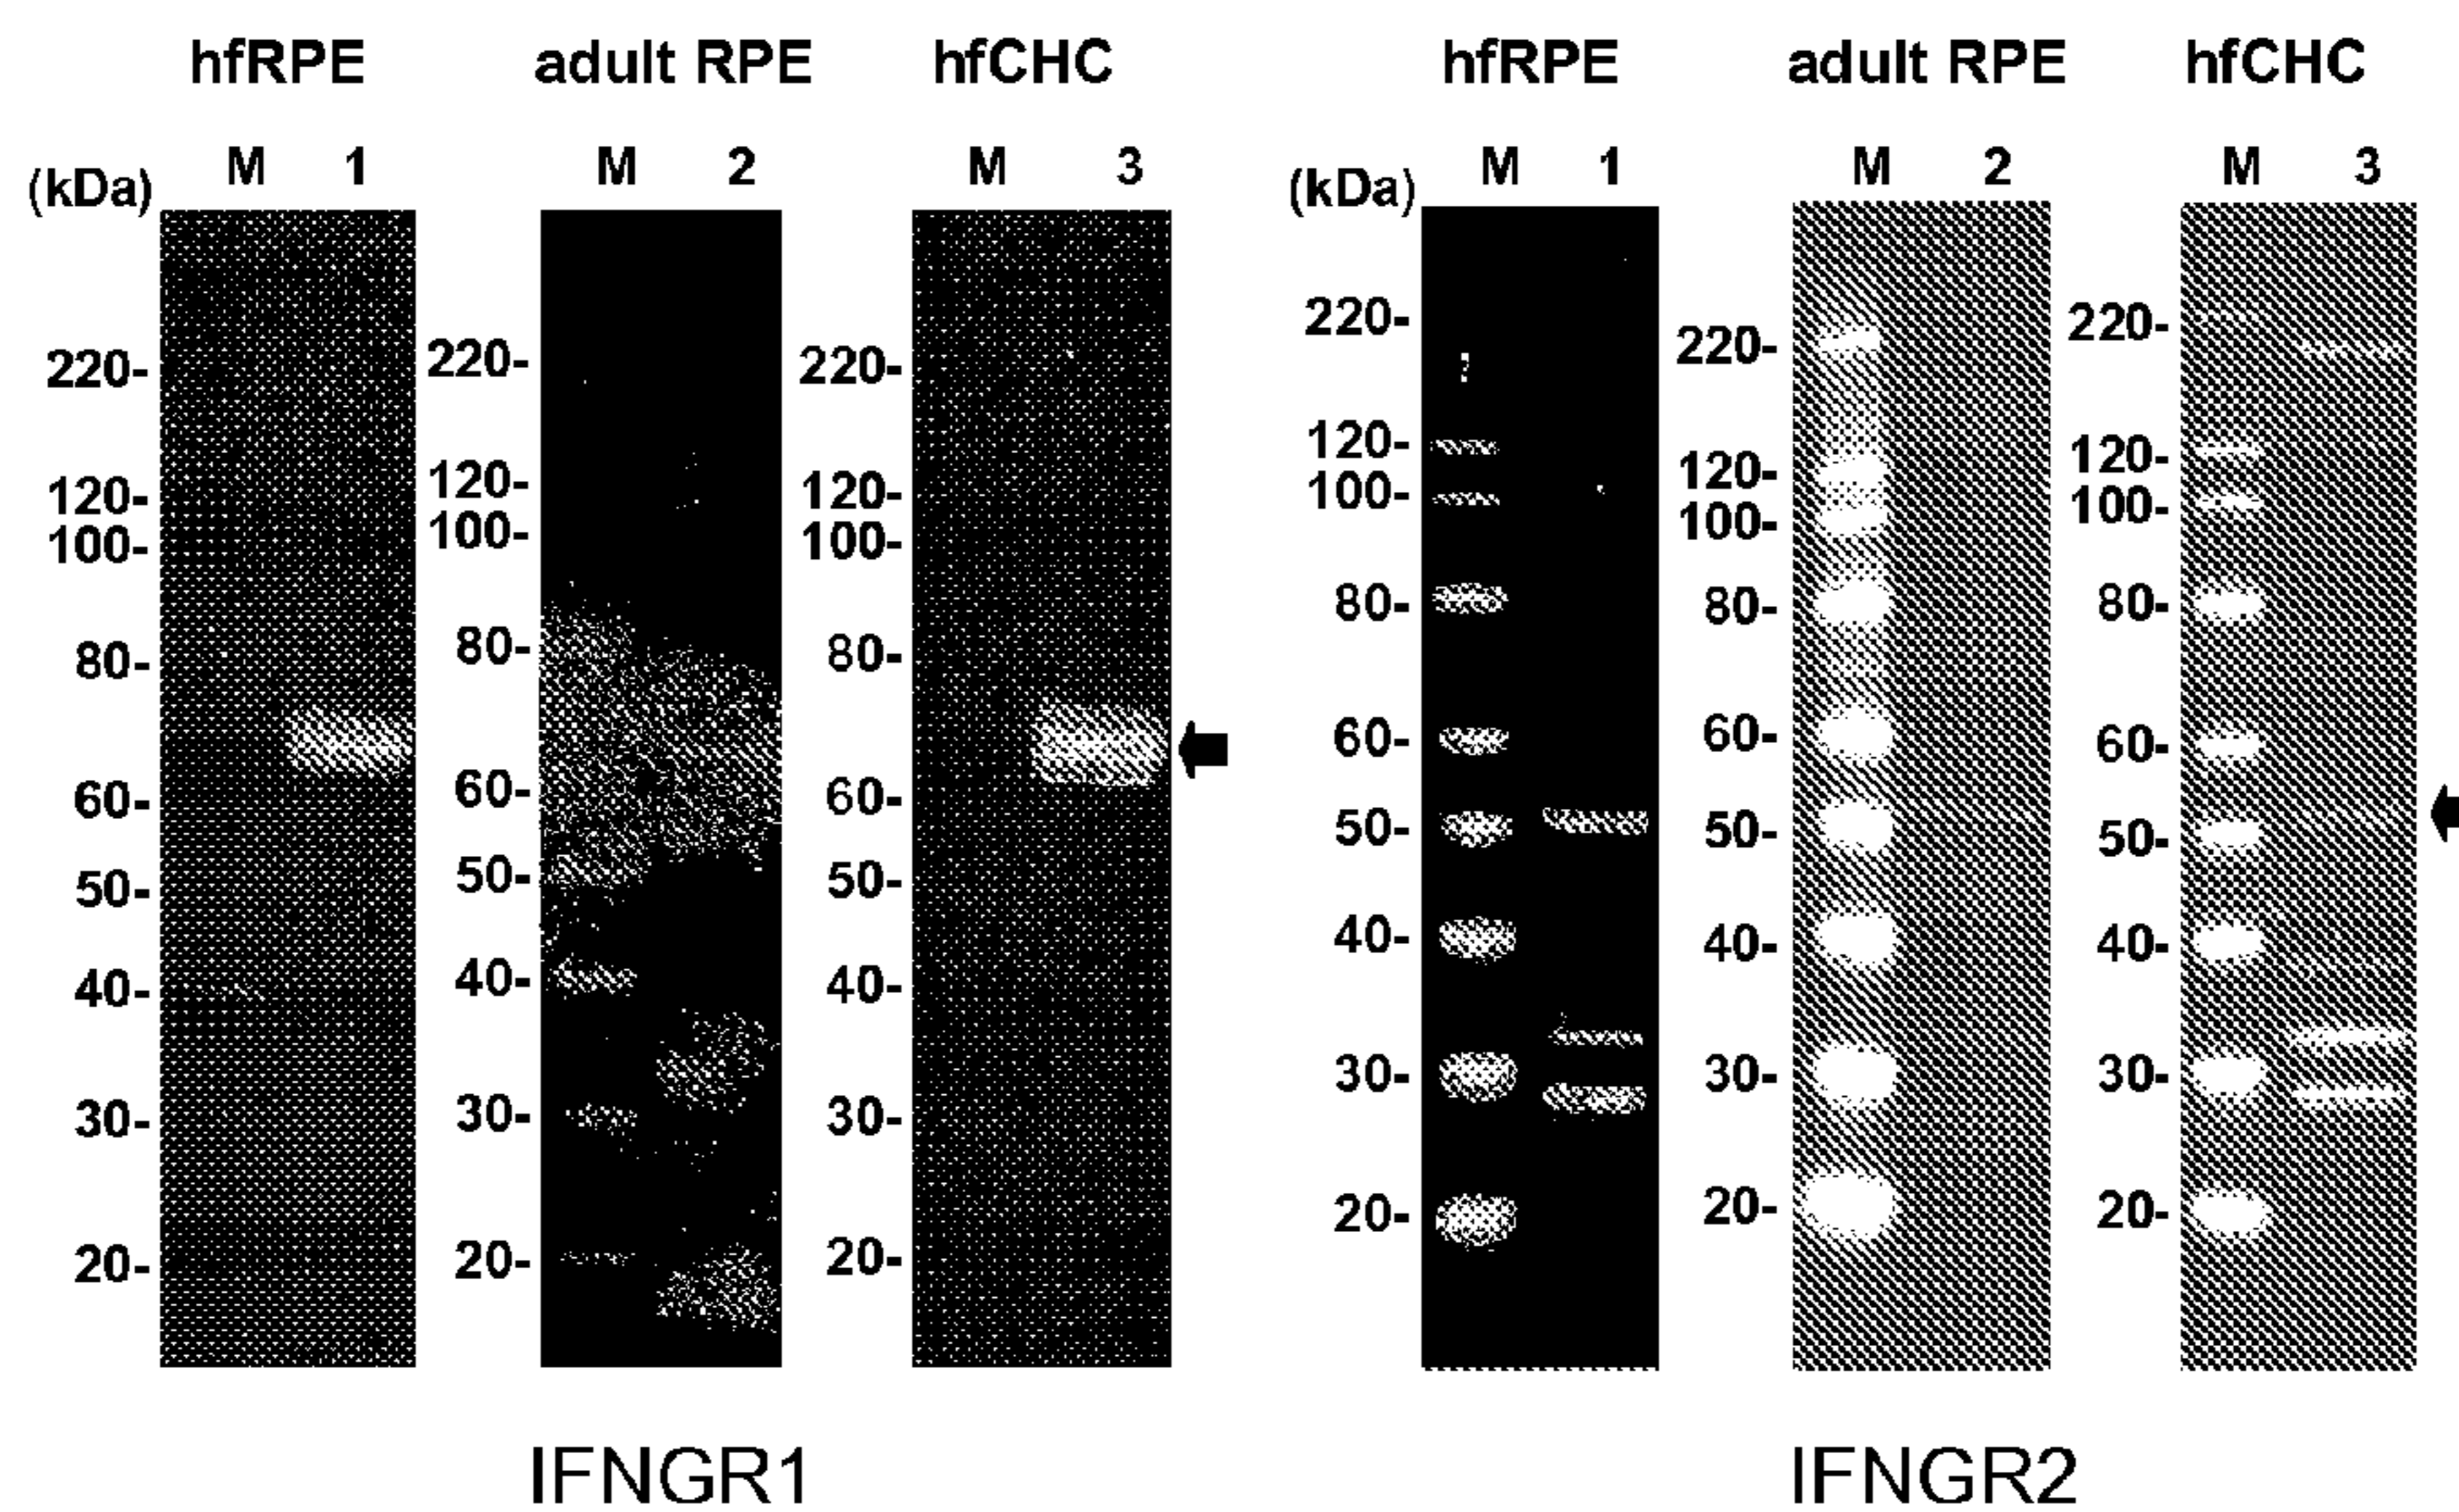 hfRPE adult RPE hfCHC hfRPE adult RPE hfCHC
(kDa) M 1 M 2 M 3 (kDa) M 1 M 2 M 3
220- 220- 220- 220- 220- 220-
120- 120- 120- 120- 120- 120-
100- 100- 100- 100- 100- 100-
80- 80- 80- 80- 80- 80-
60- 60- 60- 60- 60- 60-
50- 50- 50- 50- 50- 50-
40- 40- 40- 40- 40- 40-
30- 30- 30- 30- 30- 30-
20- 20- 20- 20- 20- 20-
IFNGR1 IFNGR2